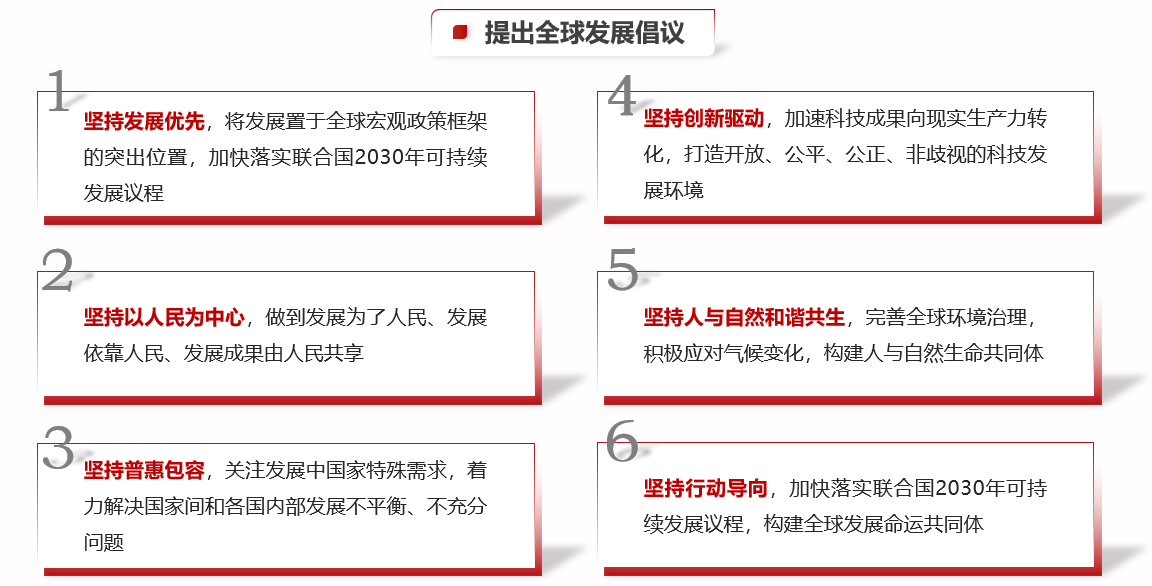 提出全球发展倡议
1
坚持发展优先，将发展置于全球宏观政策框架
的突出位置，加快落实联合国2030年可持续
发展议程
2
坚持以人民为中心，做到发展为了人民、发展
依靠人民、发展成果由人民共享
3
坚持普惠包容，关注发展中国家特殊需求，着
力解决国家间和各国内部发展不平衡、不充分
问题
4
坚持创新驱动，加速科技成果向现实生产力转
化，打造开放、公平、公正、非歧视的科技发
展环境
5
坚持人与自然和谐共生，完善全球环境治理，
积极应对气候变化，构建人与自然生命共同体
6
坚持行动导向，加快落实联合国2030年可持
续发展议程，构建全球发展命运共同体